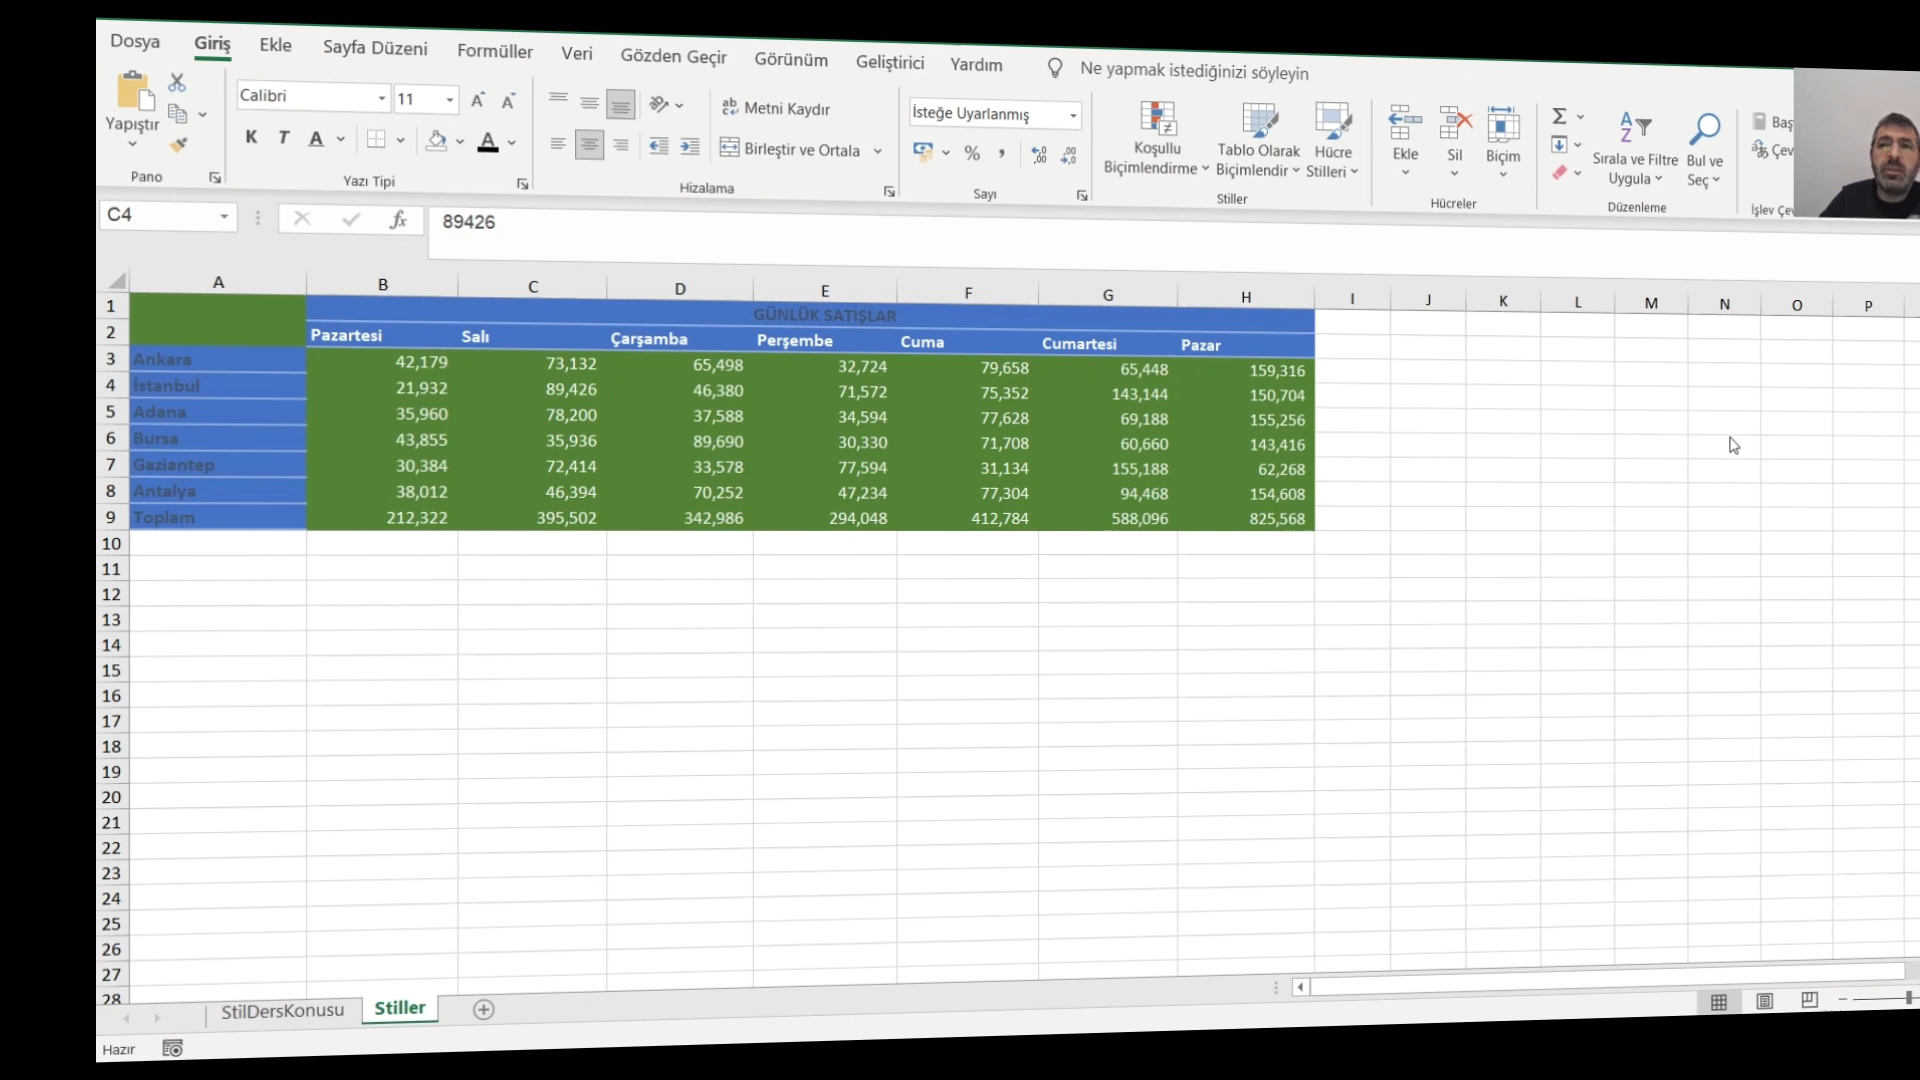 Dosya Giriş Ekle Sayfa Düzeni Formüller Veri Gözden Geçir Görünüm Geliştirici Yardım Ne yapmak istediğinizi söyleyin
Yapıştır
Pano
Calibri 11
K T A A
Yazı Tipi
Metni Kaydır
Birleştir ve Ortala
Hizalama
İsteğe Uyarlanmış
%
Sayı
Koşullu Biçimlendirme
Tablo Olarak Biçimlendir
Hücre Stilleri
Stiller
Ekle Sil Biçim
Hücreler
Sırala ve Filtre Uygula
Bul ve Seç
Düzenleme
C4 fx 89426
A B C D E F G H I J K L M N O P
1 GÜNLÜK SATIŞLAR
2 Pazartesi Salı Çarşamba Perşembe Cuma Cumartesi Pazar
3 Ankara 42,179 73,132 65,498 32,724 79,658 65,448 159,316
4 İstanbul 21,932 89,426 46,380 71,572 75,352 143,144 150,704
5 Adana 35,960 78,200 37,588 34,594 77,628 69,188 155,256
6 Bursa 43,855 35,936 89,690 30,330 71,708 60,660 143,416
7 Gaziantep 30,384 72,414 33,578 77,594 31,134 155,188 62,268
8 Antalya 38,012 46,394 70,252 47,234 77,304 94,468 154,608
9 Toplam 212,322 395,502 342,986 294,048 412,784 588,096 825,568
10
11
12
13
14
15
16
17
18
19
20
21
22
23
24
25
26
27
28
StilDersKonusu Stiller
Hazır